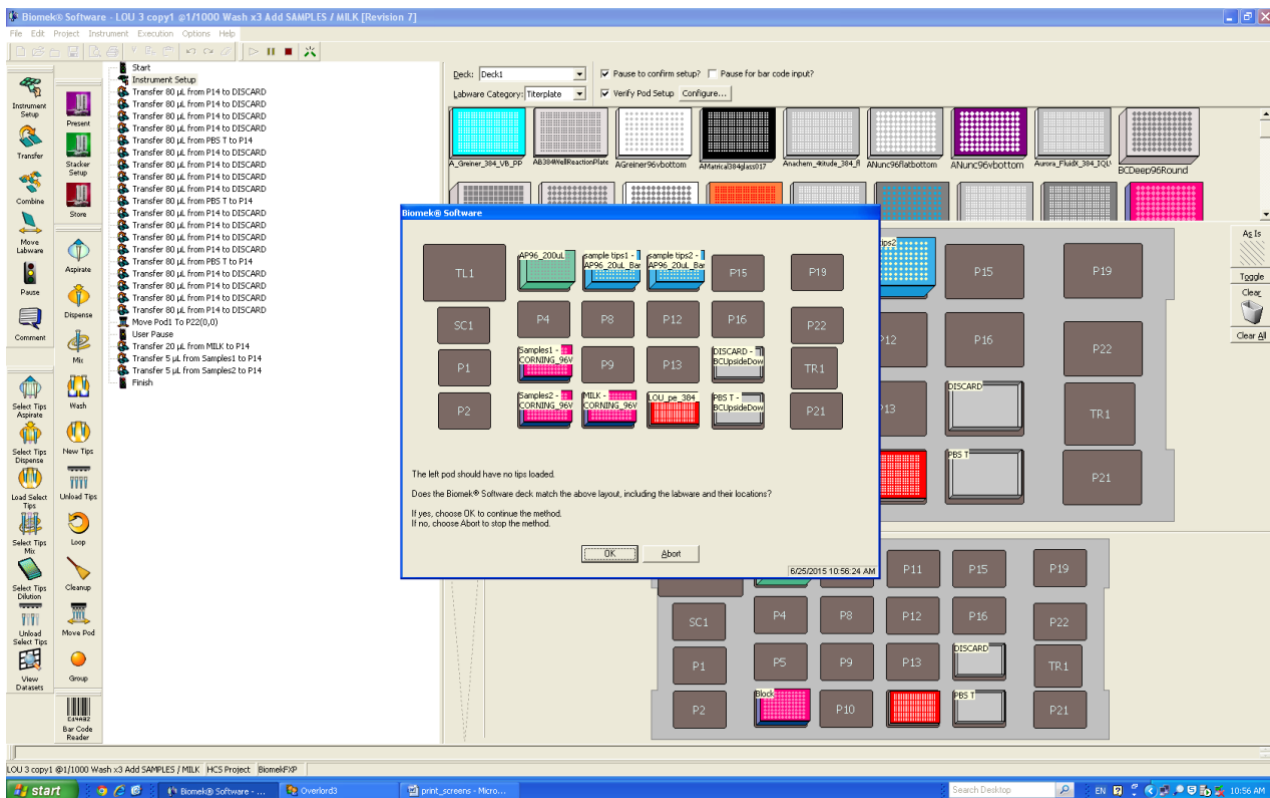 Biomek® Software - LOU 3 copy1 @1/1000 Wash x3 Add SAMPLES / MILK [Revision 7]
File Edit Project Instrument Execution Options Help
Instrument Setup
Transfer
Combine
Move Labware
Pause
Comment
Select Tips Aspirate
Select Tips Dispense
Load Select Tips
Select Tips Mix
Select Tips Dilution
Unload Select Tips
View Datasets
Present
Stacker Setup
Store
Aspirate
Dispense
Mix
Wash
New Tips
Unload Tips
Loop
Cleanup
Move Pod
Group
Bar Code Reader
Start
Instrument Setup
Transfer 80 µL from P14 to DISCARD
Transfer 80 µL from P14 to DISCARD
Transfer 80 µL from P14 to DISCARD
Transfer 80 µL from P14 to DISCARD
Transfer 80 µL from PBS T to P14
Transfer 80 µL from P14 to DISCARD
Transfer 80 µL from P14 to DISCARD
Transfer 80 µL from P14 to DISCARD
Transfer 80 µL from P14 to DISCARD
Transfer 80 µL from PBS T to P14
Transfer 80 µL from P14 to DISCARD
Transfer 80 µL from P14 to DISCARD
Transfer 80 µL from P14 to DISCARD
Transfer 80 µL from P14 to DISCARD
Transfer 80 µL from PBS T to P14
Transfer 80 µL from P14 to DISCARD
Transfer 80 µL from P14 to DISCARD
Transfer 80 µL from P14 to DISCARD
Transfer 80 µL from P14 to DISCARD
Move Pod1 To P22(0,0)
User Pause
Transfer 20 µL from MILK to P14
Transfer 5 µL from Samples1 to P14
Transfer 5 µL from Samples2 to P14
Finish
Deck: Deck1 Pause to confirm setup? Pause for bar code input?
Labware Category: Titerplate Verify Pod Setup Configure...
A_Greiner_384_VB_PP AB384WellReactionPlate AGreiner96vbottom AMatrical384glass017 Anachem_4titude_384_fl ANunc96flatbottom ANunc96vbottom Aurora_FluidX_384_IQ BCDeep96Round
As Is
Toggle
Clear
Clear All
Biomek® Software
TL1 AP96_200uL sample tips1 - AP96_20uL_Bar sample tips2 - AP96_20uL_Bar P15 P19
SC1 P4 P8 P12 P16 P22
P1 Samples1 - CORNING_96V P9 P13 DISCARD - BCUpsideDow TR1
P2 Samples2 - CORNING_96V MILK - CORNING_96V LOU_pe_384 PBS T - BCUpsideDow P21
The left pod should have no tips loaded.
Does the Biomek® Software deck match the above layout, including the labware and their locations?
If yes, choose OK to continue the method.
If no, choose Abort to stop the method.
OK Abort
6/25/2015 10:56:24 AM
tips2 P15 P19
P12 P16 P22
P13 DISCARD TR1
PBS T P21
P11 P15 P19
SC1 P4 P8 P12 P16 P22
P1 P5 P9 P13 DISCARD TR1
P2 Block P10 PBS T P21
LOU 3 copy1 @1/1000 Wash x3 Add SAMPLES / MILK HCS Project BiomekFXP
start Biomek® Software - ... Overlord3 print_screens - Micro... Search Desktop EN 10:56 AM